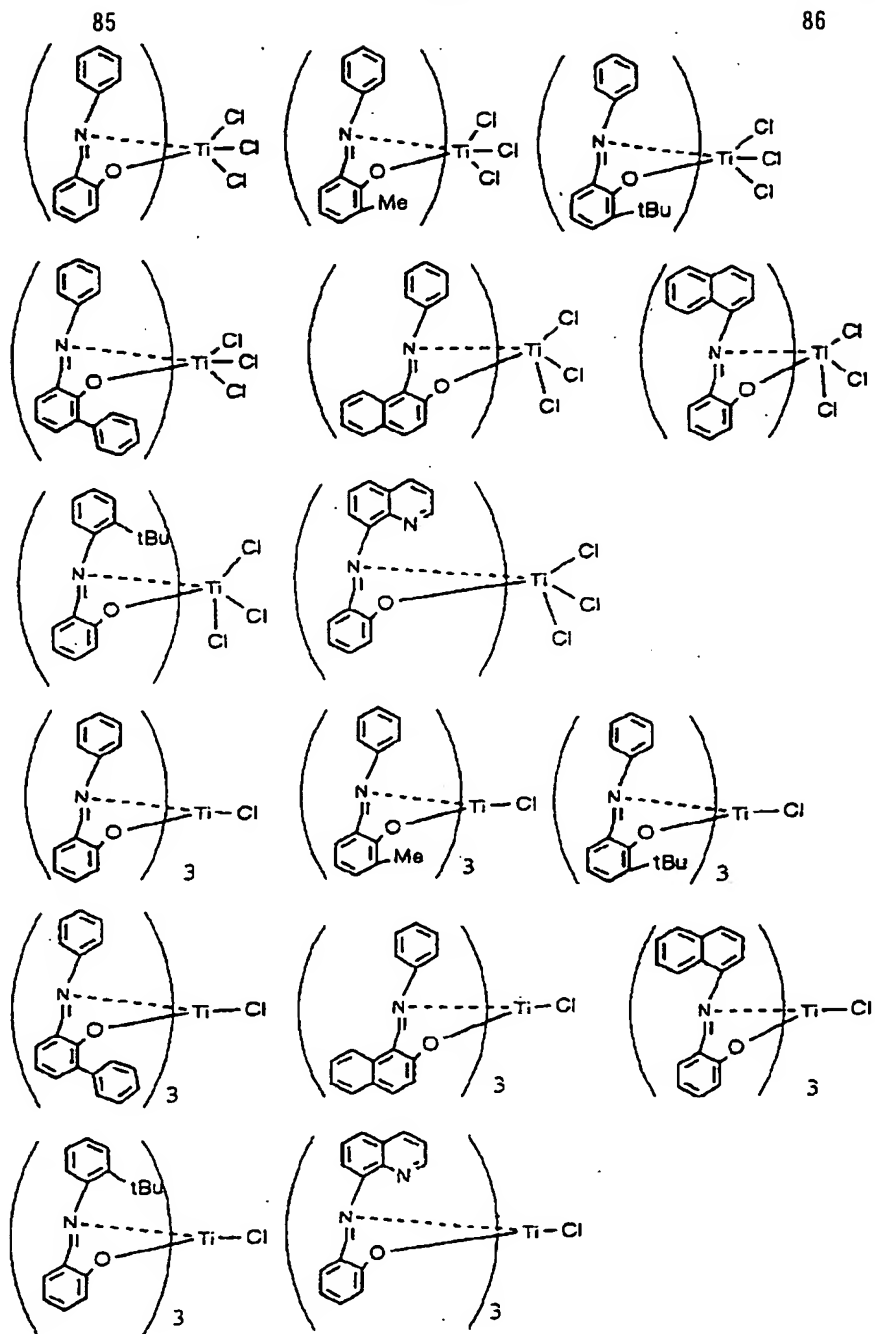 85 86
N O Ti Cl Cl Cl
N O Me Ti Cl Cl Cl
N O tBu Ti Cl Cl Cl
N O Ti Cl Cl Cl
N O Ti Cl Cl Cl
N O Ti Cl Cl Cl
N O tBu Ti Cl Cl Cl
N N O Ti Cl Cl Cl
N O Ti Cl 3
N O Me Ti Cl 3
N O tBu Ti Cl 3
N O Ti Cl 3
N O Ti Cl 3
N O Ti Cl 3
tBu N O Ti Cl 3
N N O Ti Cl 3